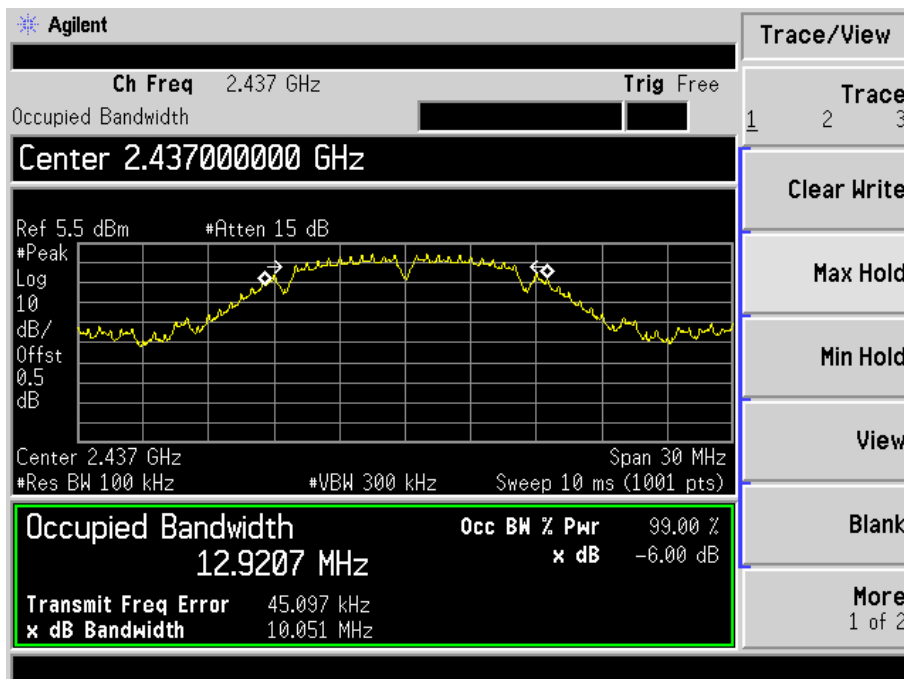 Agilent
Trace/View
Ch Freq 2.437 GHz Trig Free
Occupied Bandwidth
Trace
1 2 3
Center 2.437000000 GHz
Clear Write
Ref 5.5 dBm #Atten 15 dB
#Peak
Log
10
dB/
Offst
0.5
dB
Max Hold
Min Hold
Center 2.437 GHz Span 30 MHz
#Res BW 100 kHz #VBW 300 kHz Sweep 10 ms (1001 pts)
View
Occupied Bandwidth
12.9207 MHz
Occ BW % Pwr 99.00 %
x dB -6.00 dB
Transmit Freq Error 45.097 kHz
x dB Bandwidth 10.051 MHz
Blank
More
1 of 2